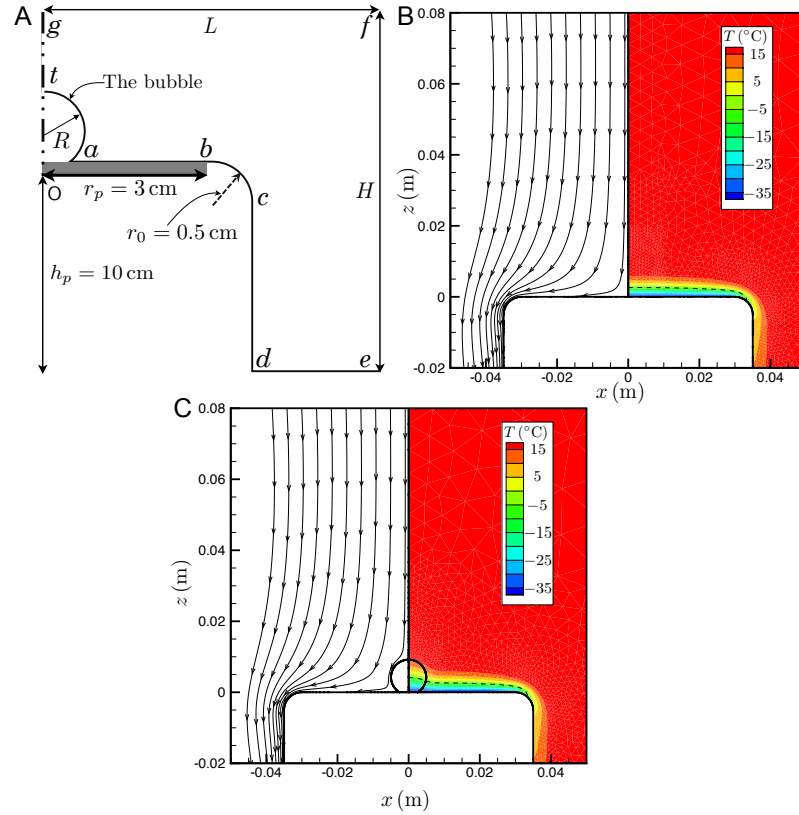 A
g
L
f
t
The bubble
R
a
b
O
r_p = 3 cm
c
H
r_0 = 0.5 cm
h_p = 10 cm
d
e
B
0.08
0.06
0.04
0.02
0
-0.02
z (m)
T (°C)
15
5
−5
−15
−25
−35
-0.04 -0.02 0 0.02 0.04
x (m)
C
0.08
0.06
0.04
0.02
0
-0.02
z (m)
T (°C)
15
5
−5
−15
−25
−35
-0.04 -0.02 0 0.02 0.04
x (m)